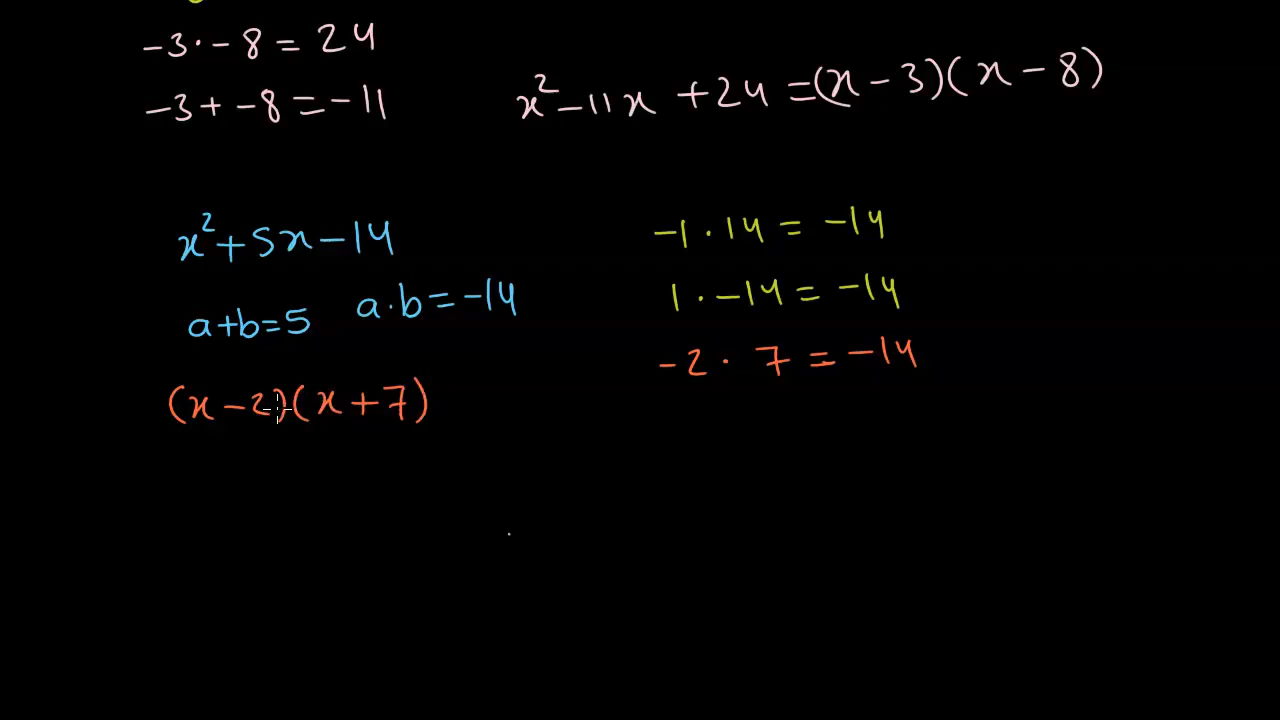 -3·-8=24
-3+-8=-11
x²-11x+24=(x-3)(x-8)
x²+5x-14
a+b=5 a·b=-14
(x-2)(x+7)
-1·14=-14
1·-14=-14
-2·7=-14